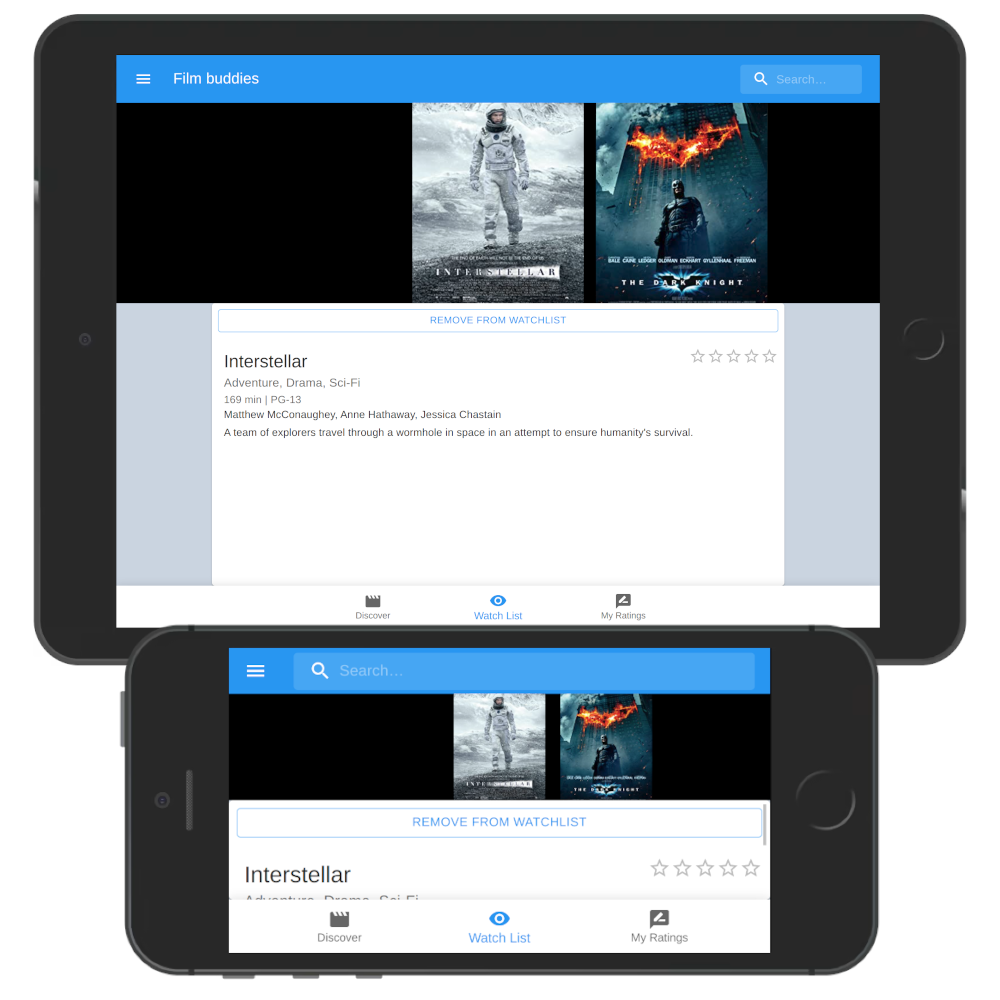 Film buddies
Search…
THE END OF EARTH WILL NOT BE THE END OF US
INTERSTELLAR
BALE CAINE LEDGER OLDMAN ECKHART GYLLENHAAL FREEMAN
THE DARK KNIGHT
REMOVE FROM WATCHLIST
Interstellar
Adventure, Drama, Sci-Fi
169 min | PG-13
Matthew McConaughey, Anne Hathaway, Jessica Chastain
A team of explorers travel through a wormhole in space in an attempt to ensure humanity's survival.
Discover
Watch List
My Ratings
Search…
INTERSTELLAR
THE DARK KNIGHT
REMOVE FROM WATCHLIST
Interstellar
Adventure, Drama, Sci-Fi
Discover
Watch List
My Ratings